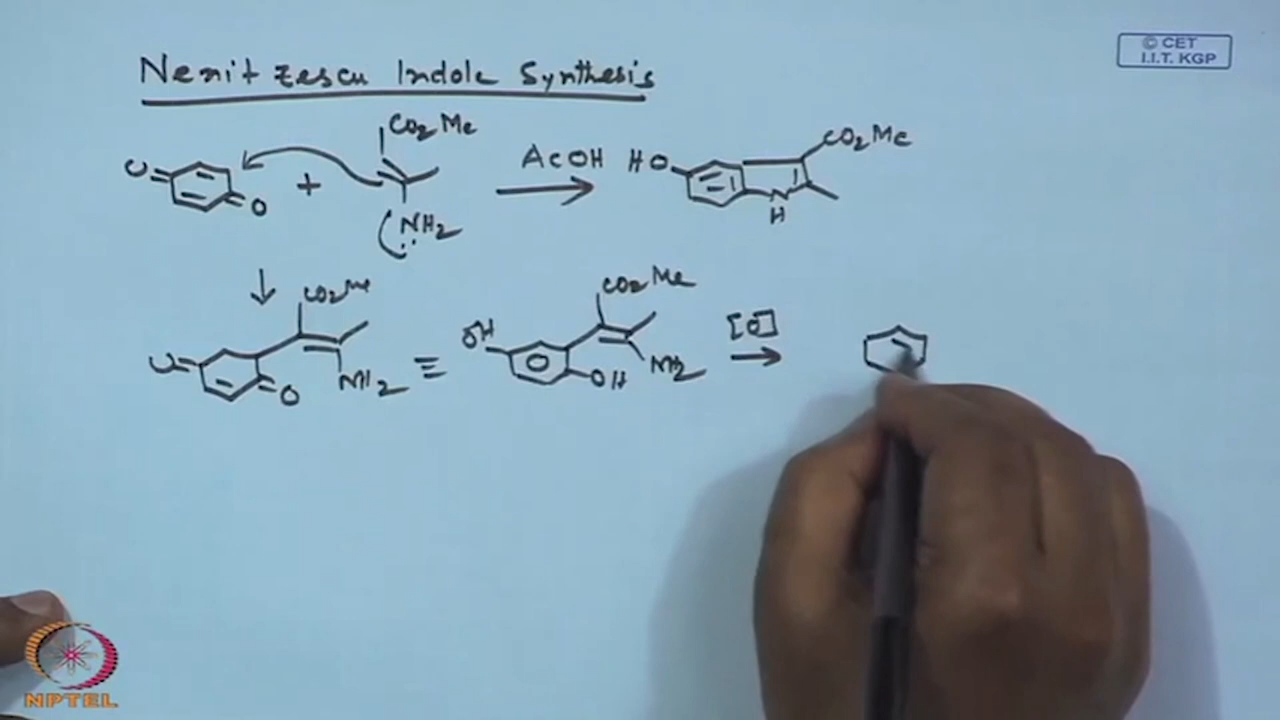 Nenitzescu Indole Synthesis
© CET
I.I.T. KGP
CO2Me
O
O
+
NH2
AcOH
HO
CO2Me
N
H
CO2Me
O
O
NH2
≡
OH
CO2Me
OH
NH2
[O]
NPTEL